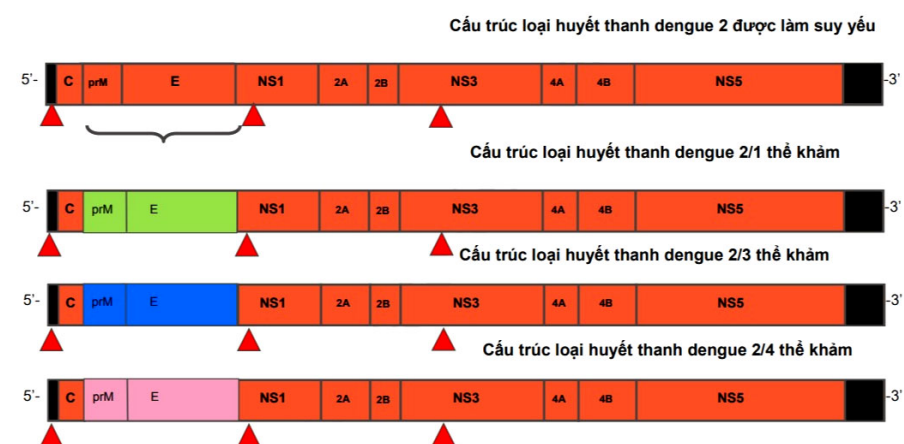 Cấu trúc loại huyết thanh dengue 2 được làm suy yếu
5'- C prM E NS1 2A 2B NS3 4A 4B NS5 -3'
Cấu trúc loại huyết thanh dengue 2/1 thể khảm
5'- C prM E NS1 2A 2B NS3 4A 4B NS5 -3'
Cấu trúc loại huyết thanh dengue 2/3 thể khảm
5'- C prM E NS1 2A 2B NS3 4A 4B NS5 -3'
Cấu trúc loại huyết thanh dengue 2/4 thể khảm
5'- C prM E NS1 2A 2B NS3 4A 4B NS5 -3'